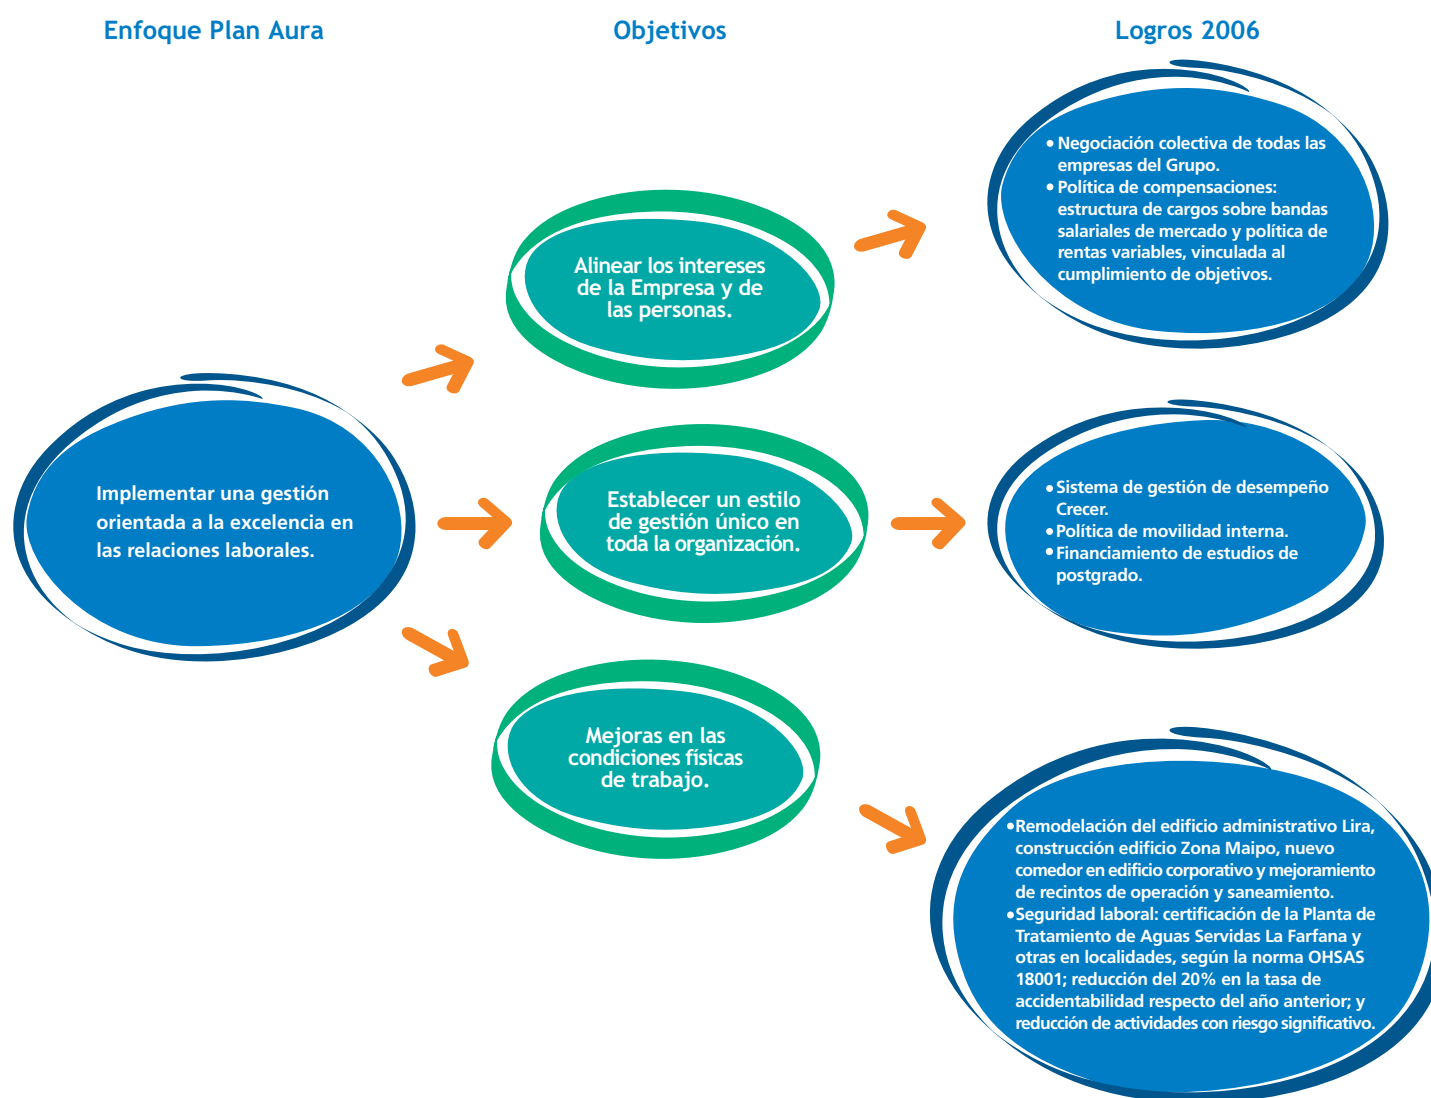 Enfoque Plan Aura
Objetivos
Logros 2006
Implementar una gestión
orientada a la excelencia en
las relaciones laborales.
Alinear los intereses
de la Empresa y de
las personas.
Establecer un estilo
de gestión único en
toda la organización.
Mejoras en las
condiciones físicas
de trabajo.
• Negociación colectiva de todas las
empresas del Grupo.
• Política de compensaciones:
estructura de cargos sobre bandas
salariales de mercado y política de
rentas variables, vinculada al
cumplimiento de objetivos.
• Sistema de gestión de desempeño
Crecer.
• Política de movilidad interna.
• Financiamiento de estudios de
postgrado.
• Remodelación del edificio administrativo Lira,
construcción edificio Zona Maipo, nuevo
comedor en edificio corporativo y mejoramiento
de recintos de operación y saneamiento.
• Seguridad laboral: certificación de la Planta de
Tratamiento de Aguas Servidas La Farfana y
otras en localidades, según la norma OHSAS
18001; reducción del 20% en la tasa de
accidentabilidad respecto del año anterior; y
reducción de actividades con riesgo significativo.